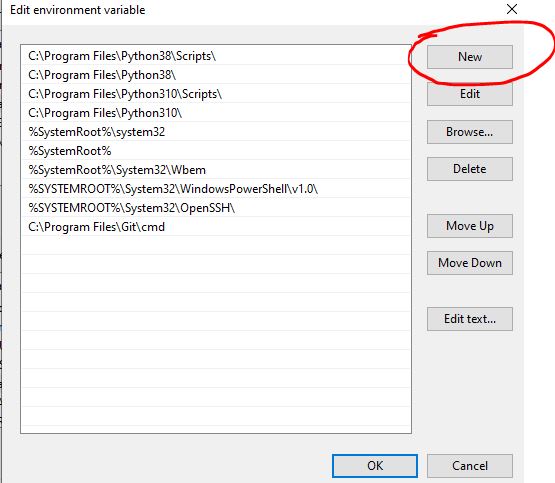 Edit environment variable
C:\Program Files\Python38\Scripts\
C:\Program Files\Python38\
C:\Program Files\Python310\Scripts\
C:\Program Files\Python310\
%SystemRoot%\system32
%SystemRoot%
%SystemRoot%\System32\Wbem
%SYSTEMROOT%\System32\WindowsPowerShell\v1.0\
%SYSTEMROOT%\System32\OpenSSH\
C:\Program Files\Git\cmd
New
Edit
Browse...
Delete
Move Up
Move Down
Edit text...
OK
Cancel